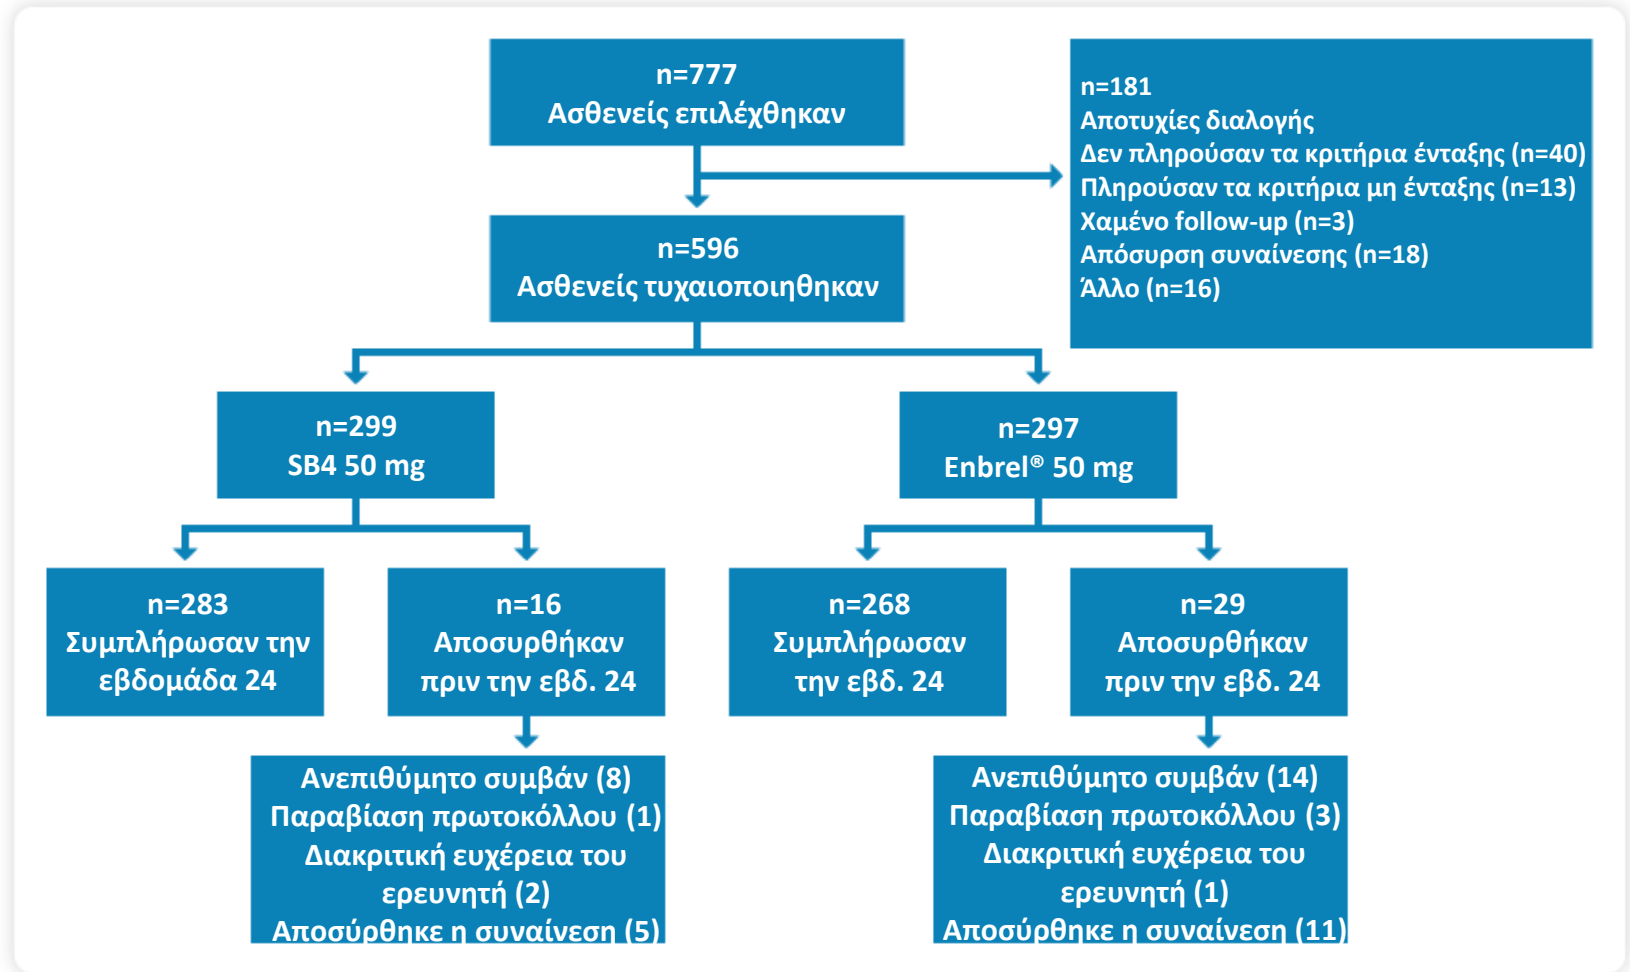 n=777
Ασθενείς επιλέχθηκαν
n=181
Αποτυχίες διαλογής
Δεν πληρούσαν τα κριτήρια ένταξης (n=40)
Πληρούσαν τα κριτήρια μη ένταξης (n=13)
Χαμένο follow-up (n=3)
Απόσυρση συναίνεσης (n=18)
Άλλο (n=16)
n=596
Ασθενείς τυχαιοποιηθηκαν
n=299
SB4 50 mg
n=297
Enbrel® 50 mg
n=283
Συμπλήρωσαν την
εβδομάδα 24
n=16
Αποσυρθήκαν
πριν την εβδ. 24
n=268
Συμπλήρωσαν
την εβδ. 24
n=29
Αποσυρθήκαν
πριν την εβδ. 24
Ανεπιθύμητο συμβάν (8)
Παραβίαση πρωτοκόλλου (1)
Διακριτική ευχέρεια του
ερευνητή (2)
Αποσύρθηκε η συναίνεση (5)
Ανεπιθύμητο συμβάν (14)
Παραβίαση πρωτοκόλλου (3)
Διακριτική ευχέρεια του
ερευνητή (1)
Αποσύρθηκε η συναίνεση (11)